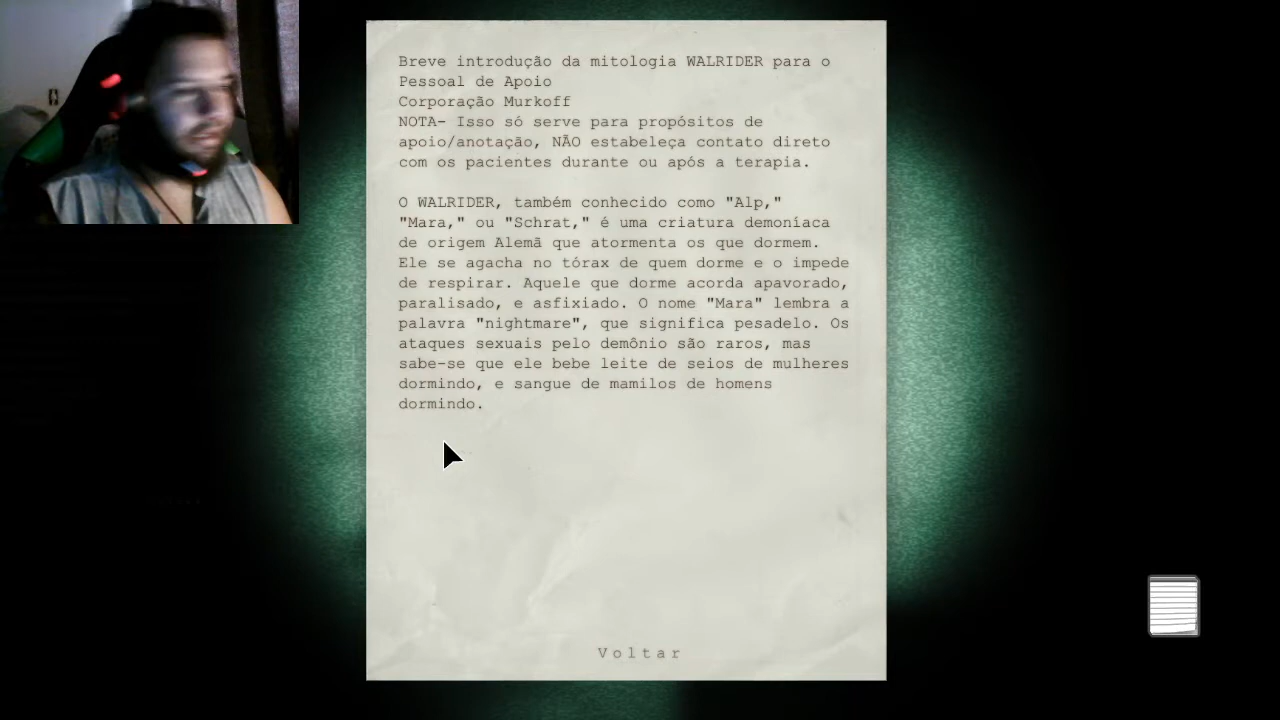 Breve introdução da mitologia WALRIDER para o
Pessoal de Apoio
Corporação Murkoff
NOTA- Isso só serve para propósitos de
apoio/anotação, NÃO estabeleça contato direto
com os pacientes durante ou após a terapia.
O WALRIDER, também conhecido como "Alp,"
"Mara," ou "Schrat," é uma criatura demoníaca
de origem Alemã que atormenta os que dormem.
Ele se agacha no tórax de quem dorme e o impede
de respirar. Aquele que dorme acorda apavorado,
paralisado, e asfixiado. O nome "Mara" lembra a
palavra "nightmare", que significa pesadelo. Os
ataques sexuais pelo demônio são raros, mas
sabe-se que ele bebe leite de seios de mulheres
dormindo, e sangue de mamilos de homens
dormindo.
Voltar